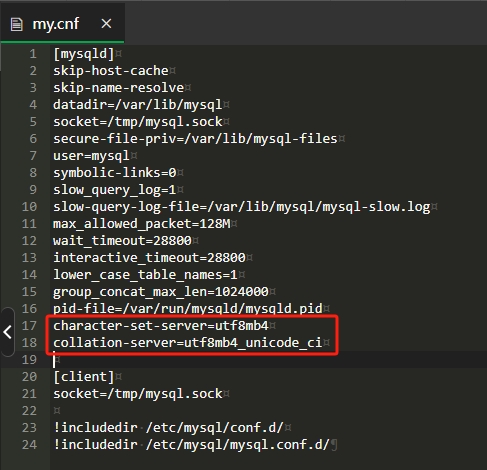 my.cnf
1 [mysqld]
2 skip-host-cache
3 skip-name-resolve
4 datadir=/var/lib/mysql
5 socket=/tmp/mysql.sock
6 secure-file-priv=/var/lib/mysql-files
7 user=mysql
8 symbolic-links=0
9 slow_query_log=1
10 slow-query-log-file=/var/lib/mysql/mysql-slow.log
11 max_allowed_packet=128M
12 wait_timeout=28800
13 interactive_timeout=28800
14 lower_case_table_names=1
15 group_concat_max_len=1024000
16 pid-file=/var/run/mysqld/mysqld.pid
17 character-set-server=utf8mb4
18 collation-server=utf8mb4_unicode_ci
19
20 [client]
21 socket=/tmp/mysql.sock
22
23 !includedir /etc/mysql/conf.d/
24 !includedir /etc/mysql/mysql.conf.d/